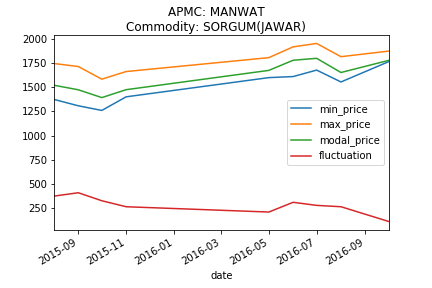 APMC: MANWAT
Commodity: SORGUM(JAWAR)
2000
1750
1500
1250
1000
750
500
250
min_price
max_price
modal_price
fluctuation
2015-09
2015-11
2016-01
2016-03
2016-05
2016-07
2016-09
date